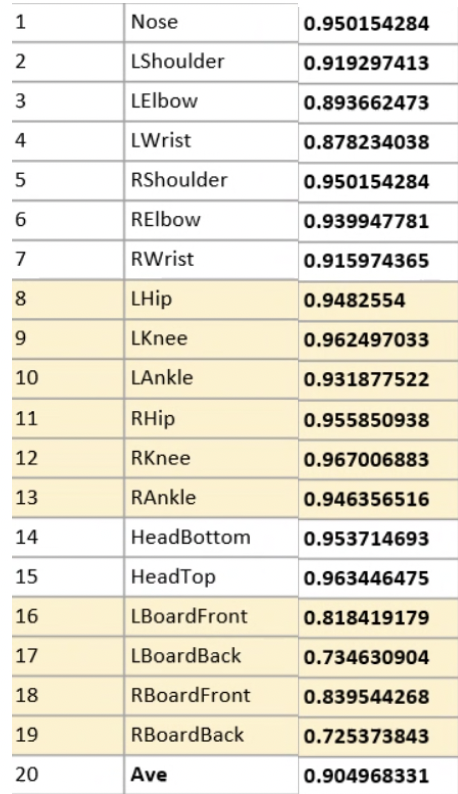 1 Nose 0.950154284
2 LShoulder 0.919297413
3 LElbow 0.893662473
4 LWrist 0.878234038
5 RShoulder 0.950154284
6 RElbow 0.939947781
7 RWrist 0.915974365
8 LHip 0.9482554
9 LKnee 0.962497033
10 LAnkle 0.931877522
11 RHip 0.955850938
12 RKnee 0.967006883
13 RAnkle 0.946356516
14 HeadBottom 0.953714693
15 HeadTop 0.963446475
16 LBoardFront 0.818419179
17 LBoardBack 0.734630904
18 RBoardFront 0.839544268
19 RBoardBack 0.725373843
20 Ave 0.904968331